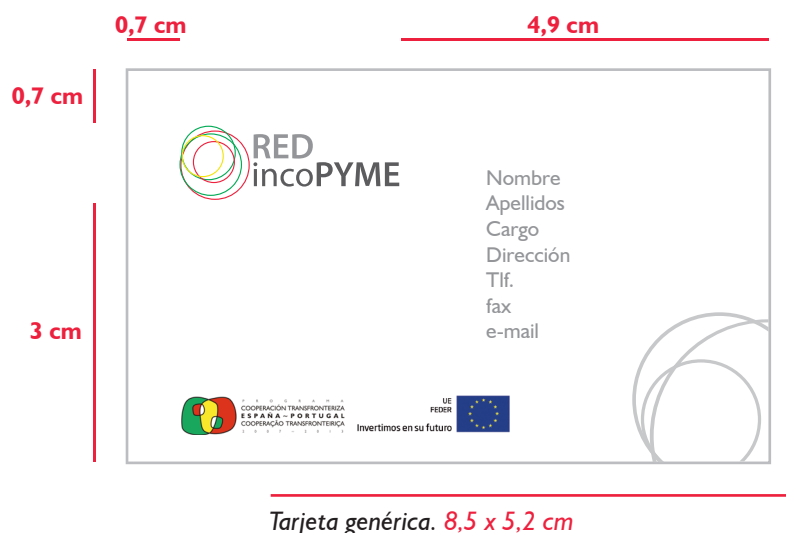 0,7 cm
4,9 cm
0,7 cm
RED
incoPYME
Nombre
Apellidos
Cargo
Dirección
Tlf.
fax
e-mail
3 cm
PROGRAMA
COOPERACIÓN TRANSFRONTERIZA
ESPAÑA ~ PORTUGAL
COOPERAÇÃO TRANSFRONTEIRIÇA
2007 – 2013
UE
FEDER
Invertimos en su futuro
Tarjeta genérica. 8,5 x 5,2 cm